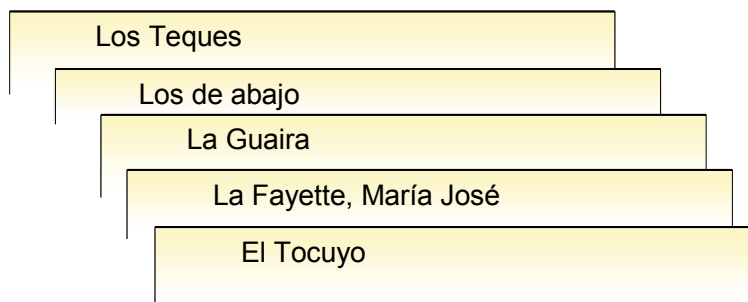 Los Teques
Los de abajo
La Guaira
La Fayette, María José
El Tocuyo